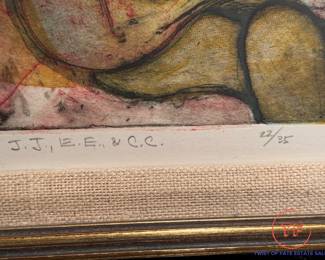 J.J., E.E., & C.C.
22/35
TWIST OF FATE ESTATE SALES